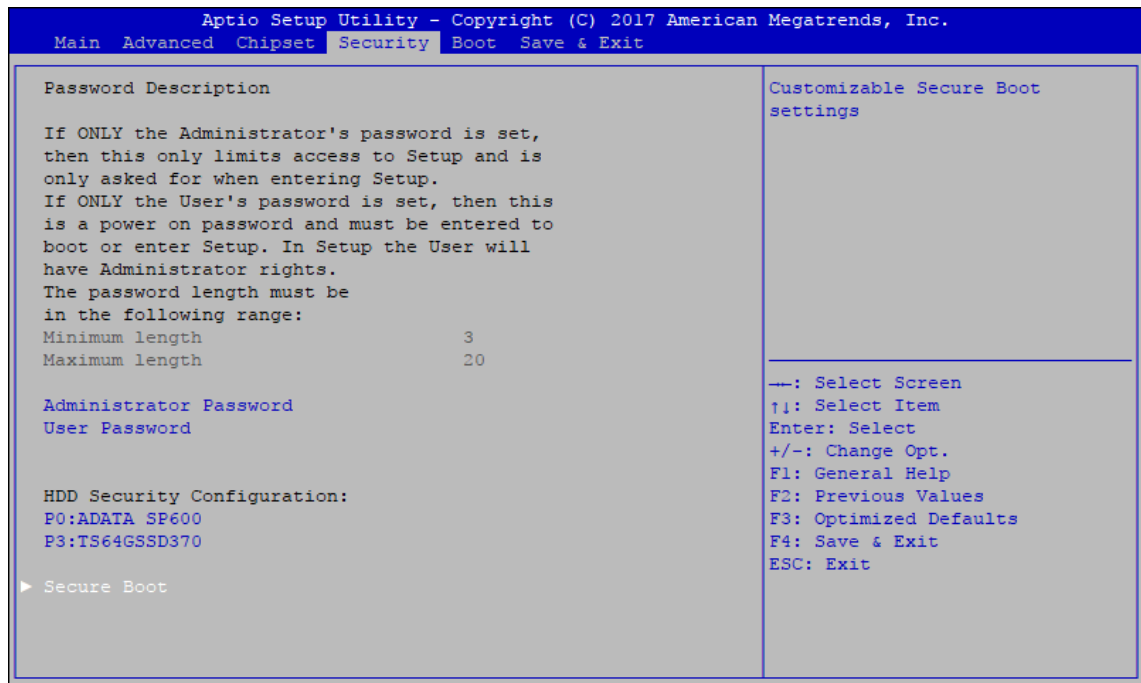 Aptio Setup Utility - Copyright (C) 2017 American Megatrends, Inc.
Main Advanced Chipset Security Boot Save & Exit
Password Description
If ONLY the Administrator's password is set,
then this only limits access to Setup and is
only asked for when entering Setup.
If ONLY the User's password is set, then this
is a power on password and must be entered to
boot or enter Setup. In Setup the User will
have Administrator rights.
The password length must be
in the following range:
Minimum length 3
Maximum length 20
Administrator Password
User Password
HDD Security Configuration:
P0:ADATA SP600
P3:TS64GSSD370
► Secure Boot
Customizable Secure Boot
settings
→←: Select Screen
↑↓: Select Item
Enter: Select
+/-: Change Opt.
F1: General Help
F2: Previous Values
F3: Optimized Defaults
F4: Save & Exit
ESC: Exit